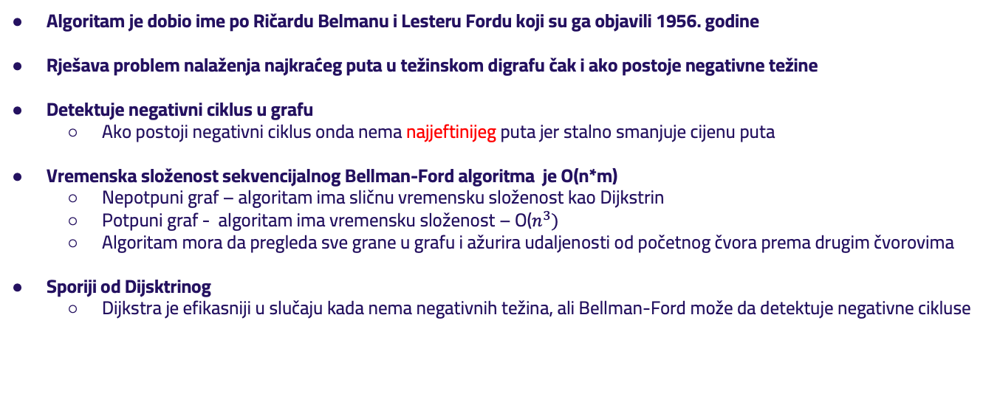 ● Algoritam je dobio ime po Ričardu Belmanu i Lesteru Fordu koji su ga objavili 1956. godine
● Rješava problem nalaženja najkraćeg puta u težinskom digrafu čak i ako postoje negativne težine
● Detektuje negativni ciklus u grafu
○ Ako postoji negativni ciklus onda nema najjeftinijeg puta jer stalno smanjuje cijenu puta
● Vremenska složenost sekvencijalnog Bellman-Ford algoritma je O(n*m)
○ Nepotpuni graf – algoritam ima sličnu vremensku složenost kao Dijkstrin
○ Potpuni graf - algoritam ima vremensku složenost – O(n³)
○ Algoritam mora da pregleda sve grane u grafu i ažurira udaljenosti od početnog čvora prema drugim čvorovima
● Sporiji od Dijsktrinog
○ Dijkstra je efikasniji u slučaju kada nema negativnih težina, ali Bellman-Ford može da detektuje negativne cikluse